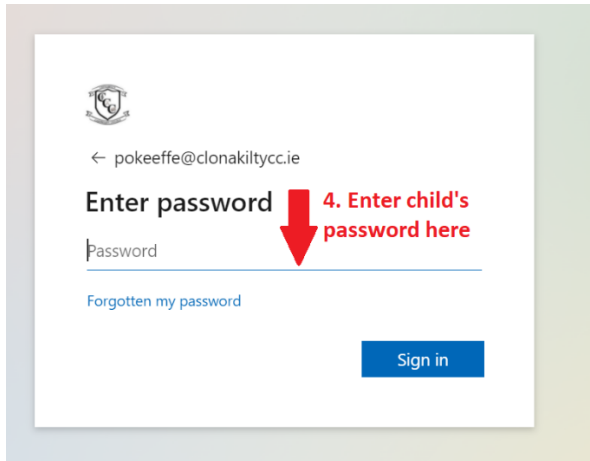 ← pokeeffe@clonakiltycc.ie
Enter password
4. Enter child's
password here
Password
Forgotten my password
Sign in